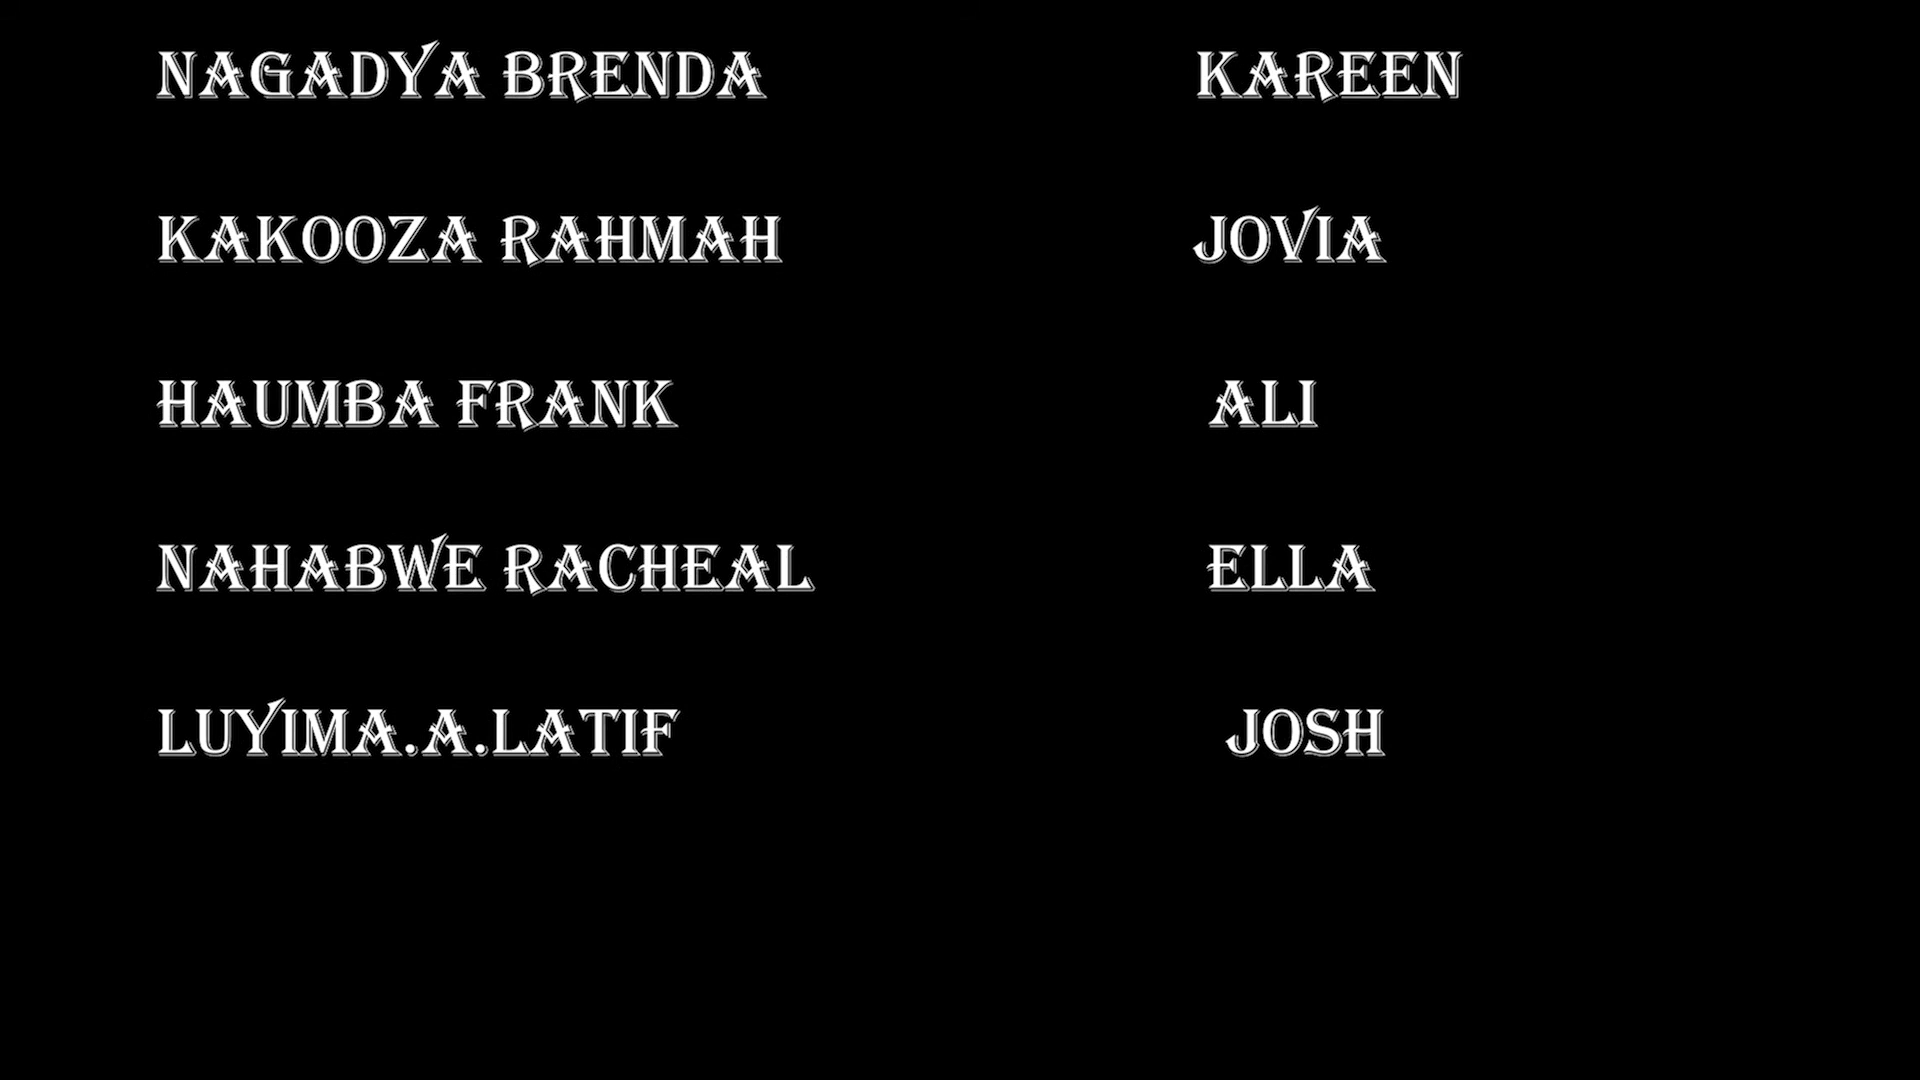 NAGADYA BRENDA KAREEN
KAKOOZA RAHMAH JOVIA
HAUMBA FRANK ALI
NAHABWE RACHEAL ELLA
LUYIMA.A.LATIF JOSH